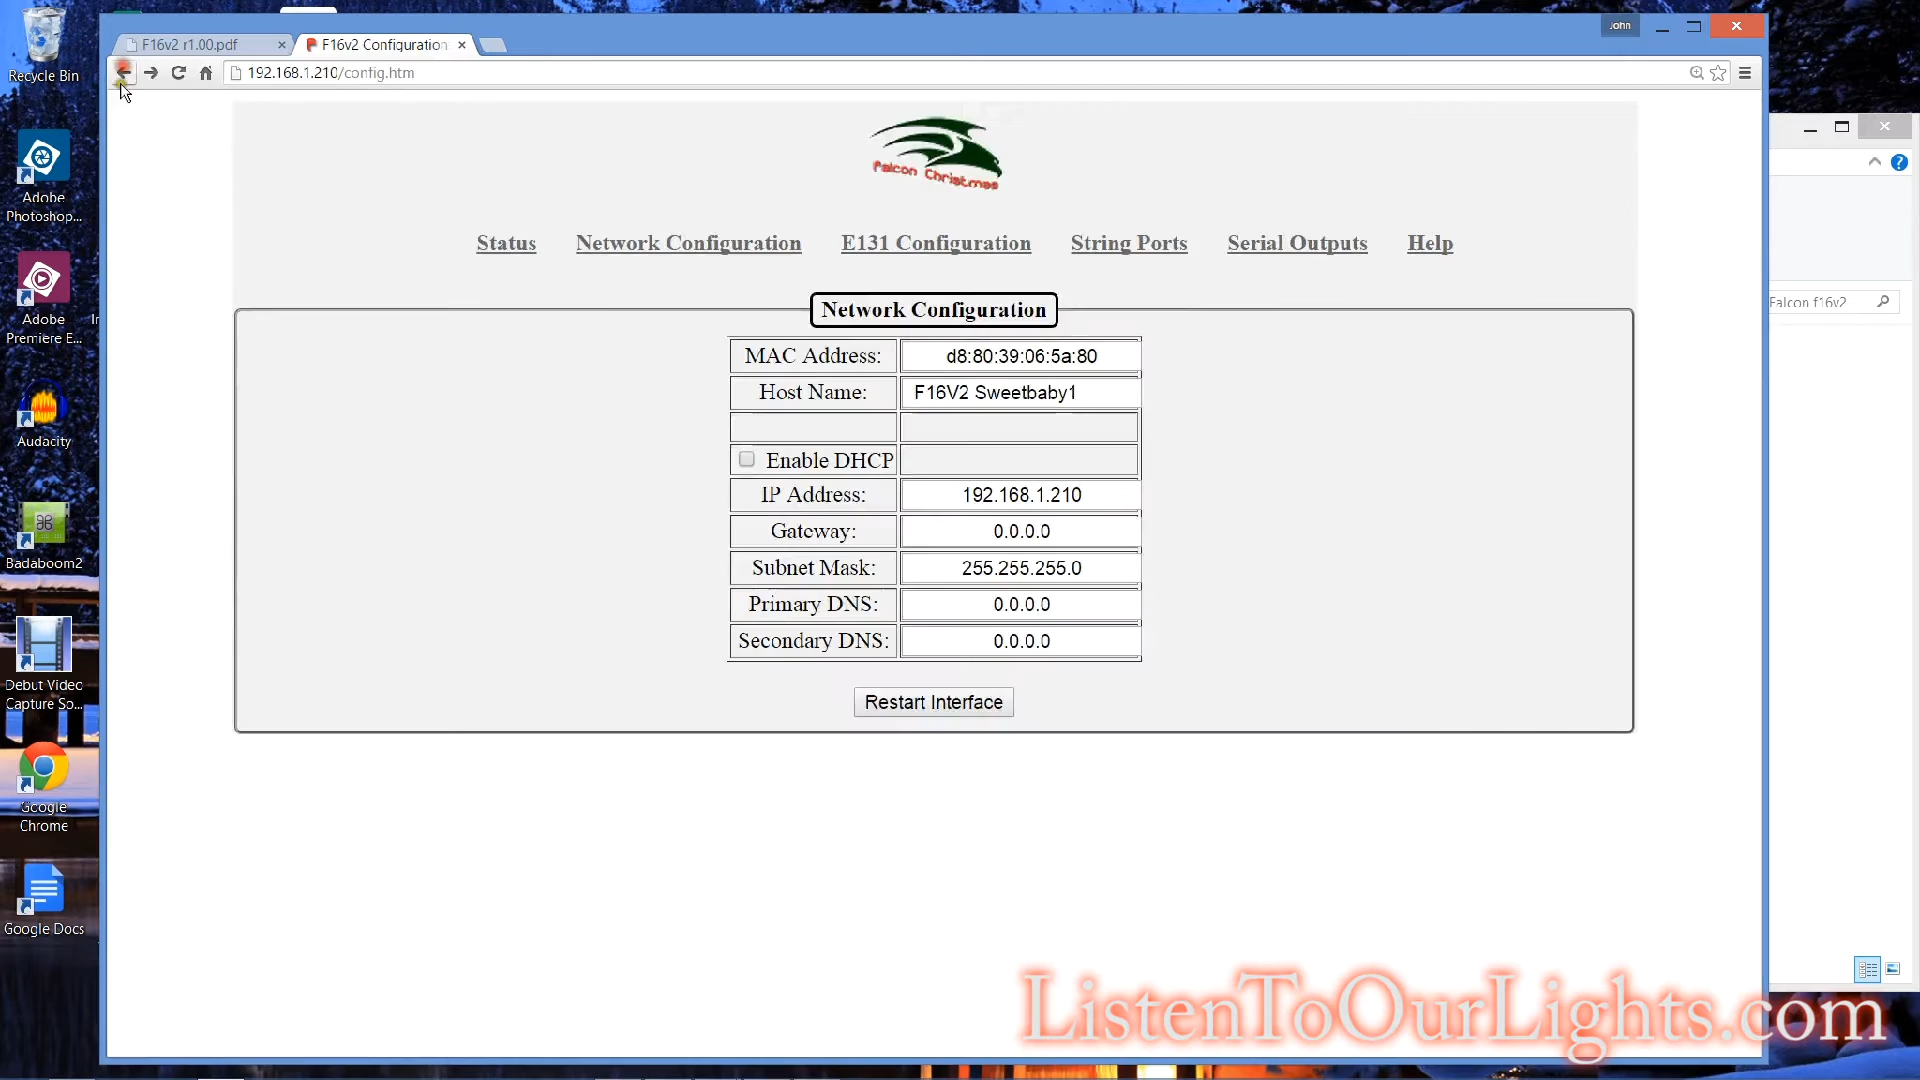 John
F16v2 r1.00.pdf
F16v2 Configuration
192.168.1.210/config.htm
Recycle Bin
Adobe
Photoshop...
Adobe
Premiere E...
Audacity
Badaboom2
Debut Video
Capture So...
Google
Chrome
Google Docs
Falcon Christmas
Status
Network Configuration
E131 Configuration
String Ports
Serial Outputs
Help
Network Configuration
MAC Address: d8:80:39:06:5a:80
Host Name: F16V2 Sweetbaby1
Enable DHCP
IP Address: 192.168.1.210
Gateway: 0.0.0.0
Subnet Mask: 255.255.255.0
Primary DNS: 0.0.0.0
Secondary DNS: 0.0.0.0
Restart Interface
Falcon f16v2
ListenToOurLights.com